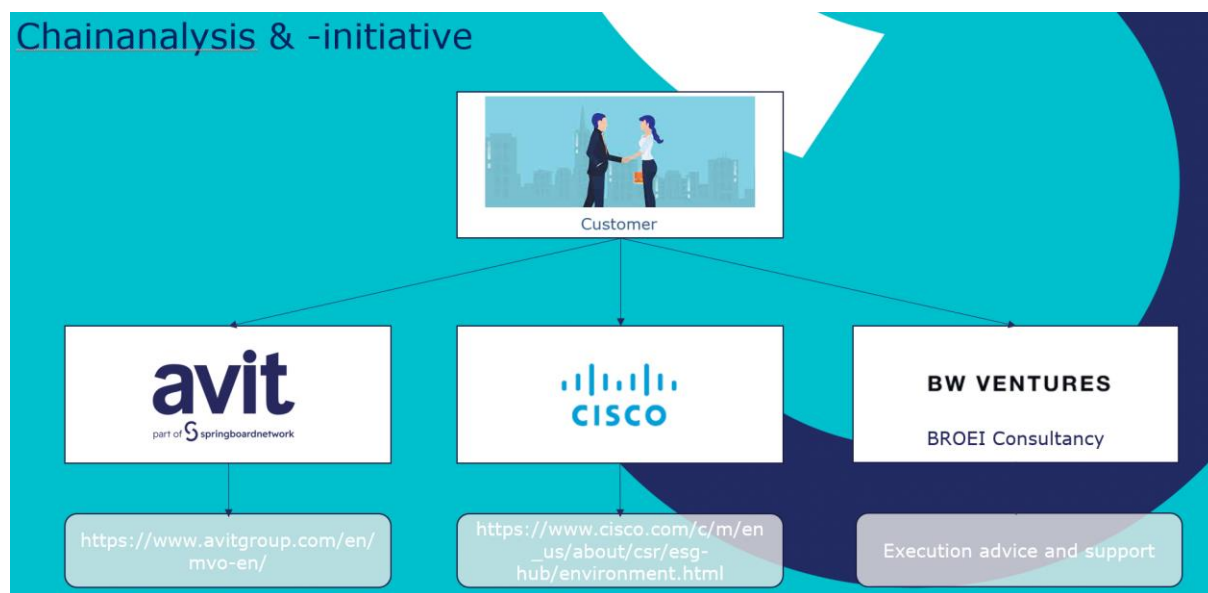 Chainanalysis & -initiative
Customer
avit
part of springboardnetwork
CISCO
BW VENTURES
BROEI Consultancy
https://www.avitgroup.com/en/
mvo-en/
https://www.cisco.com/c/m/en
_us/about/csr/esg-
hub/environment.html
Execution advice and support